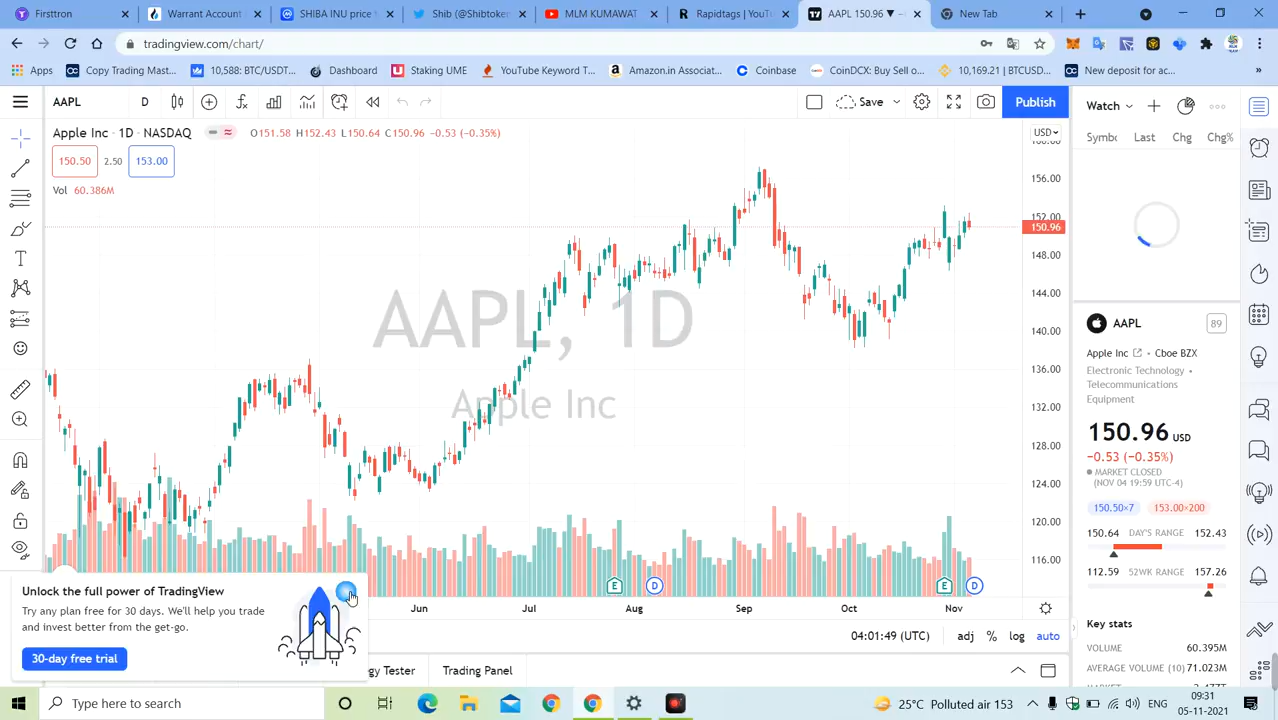 SHIBA INU price
(@Shibetok
MLM KUMAWAT
Rapidtags | YouTub
AAPL 150.96 ▼
New Tab
tradingview.com/chart/
Apps
Copy Trading Mast...
10,588: BTC/USDT...
Dashboard
Staking UME
YouTube Keyword T...
Amazon.in Associat...
Coinbase
CoinDCX: Buy Sell o...
10,169.21 | BTCUSD...
New deposit for ac...
»
AAPL
D
Save
Publish
Watch
Apple Inc · 1D · NASDAQ
O151.58 H152.43 L150.64 C150.96 −0.53 (−0.35%)
USD
Symbo
Last
Chg
Chg%
150.50
2.50
153.00
Vol 60.386M
160.00
156.00
152.00
150.96
148.00
144.00
140.00
136.00
132.00
128.00
124.00
120.00
116.00
AAPL, 1D
Apple Inc
AAPL
89
Apple Inc • Cboe BZX
Electronic Technology •
Telecommunications
Equipment
150.96 USD
−0.53 (−0.35%)
MARKET CLOSED
(NOV 04 19:59 UTC-4)
150.50×7
153.00×200
150.64 DAY'S RANGE 152.43
112.59 52WK RANGE 157.26
Key stats
VOLUME 60.395M
AVERAGE VOLUME (10) 71.023M
E
D
E
D
Jun
Jul
Aug
Sep
Oct
Nov
Unlock the full power of TradingView
Try any plan free for 30 days. We'll help you trade
and invest better from the get-go.
30-day free trial
04:01:49 (UTC)
adj
%
log
auto
gy Tester
Trading Panel
Type here to search
25°C Polluted air 153
ENG
09:31
05-11-2021